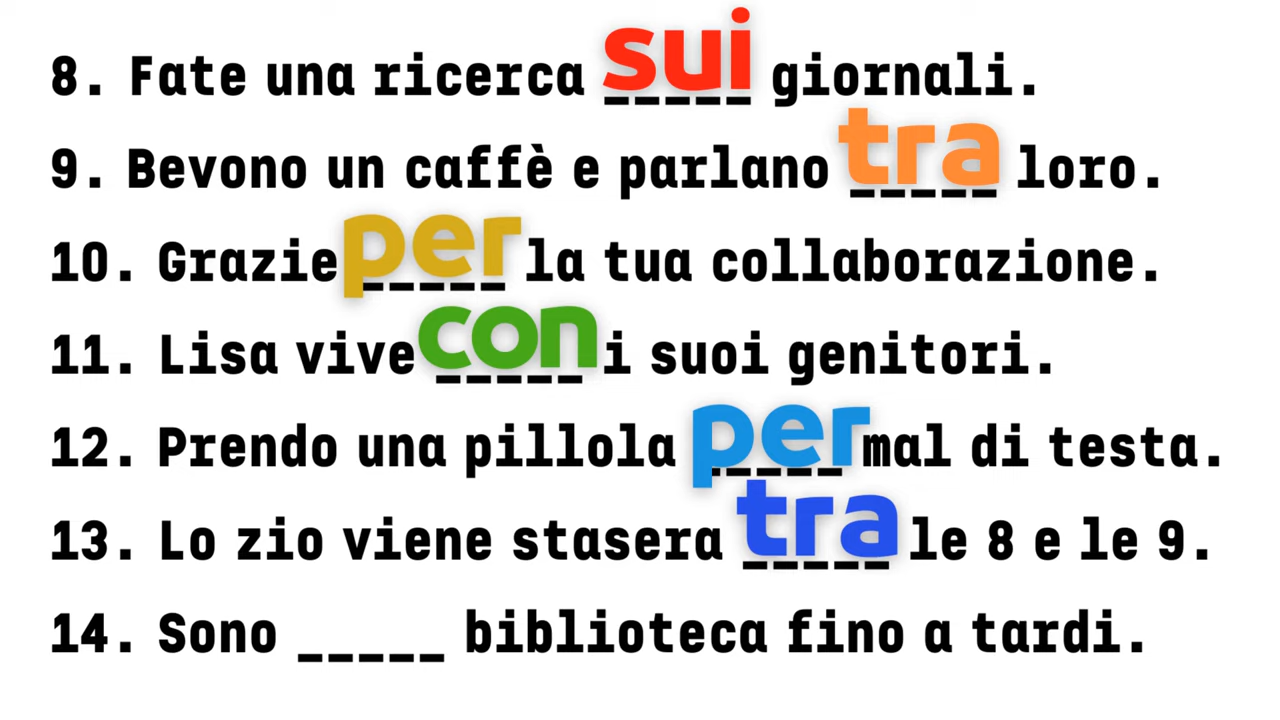 8. Fate una ricerca sui giornali.
9. Bevono un caffè e parlano tra loro.
10. Grazie per la tua collaborazione.
11. Lisa vive con i suoi genitori.
12. Prendo una pillola per mal di testa.
13. Lo zio viene stasera tra le 8 e le 9.
14. Sono _____ biblioteca fino a tardi.